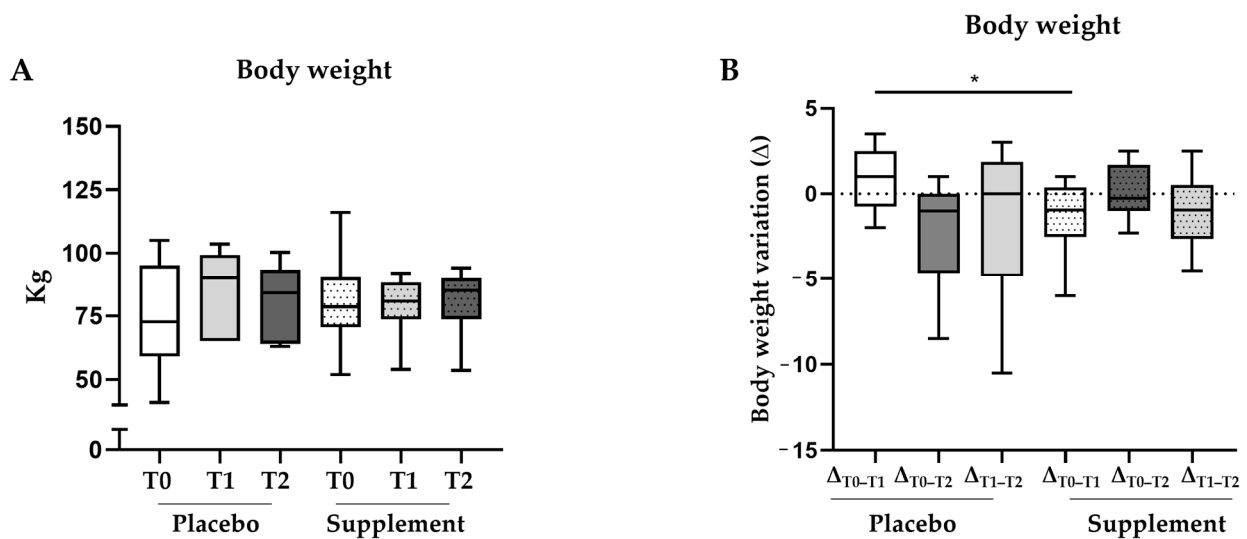 A
Body weight
Kg
150
125
100
75
50
0
T0 T1 T2 T0 T1 T2
Placebo Supplement
B
Body weight
*
Body weight variation (Δ)
5
0
−5
−10
−15
ΔT0–T1 ΔT0–T2 ΔT1–T2 ΔT0–T1 ΔT0–T2 ΔT1–T2
Placebo Supplement